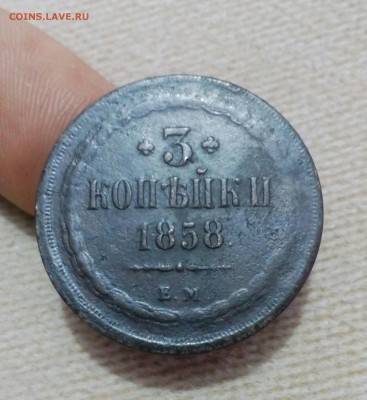 COINS.LAVE.RU
3
КОПѢЙКИ
1858.
Е.М